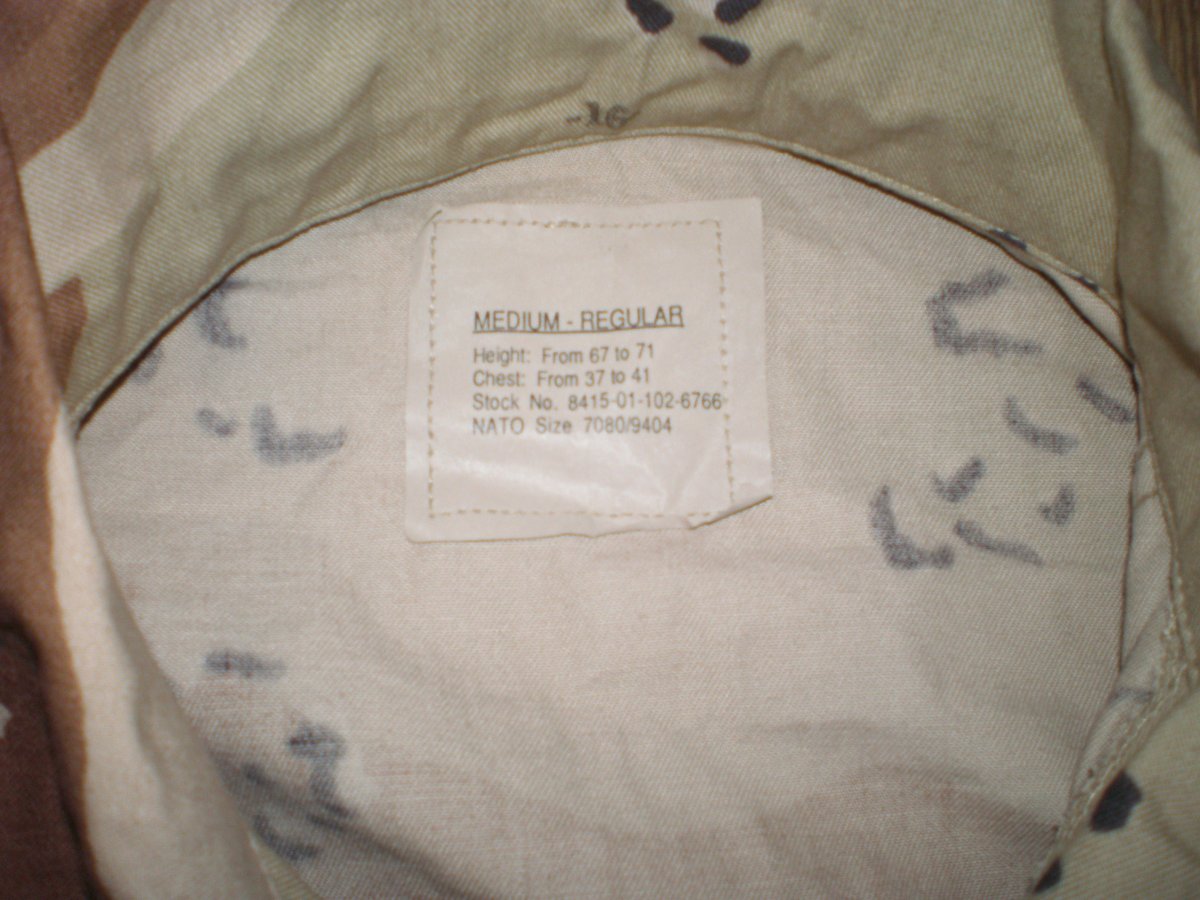 -16
MEDIUM - REGULAR
Height: From 67 to 71
Chest: From 37 to 41
Stock No. 8415-01-102-6766
NATO Size 7080/9404